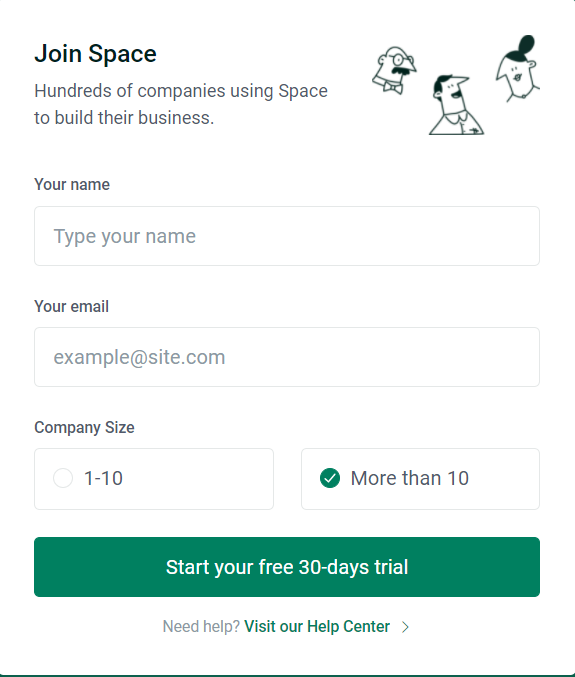 Join Space
Hundreds of companies using Space
to build their business.
Your name
Type your name
Your email
example@site.com
Company Size
1-10
More than 10
Start your free 30-days trial
Need help? Visit our Help Center